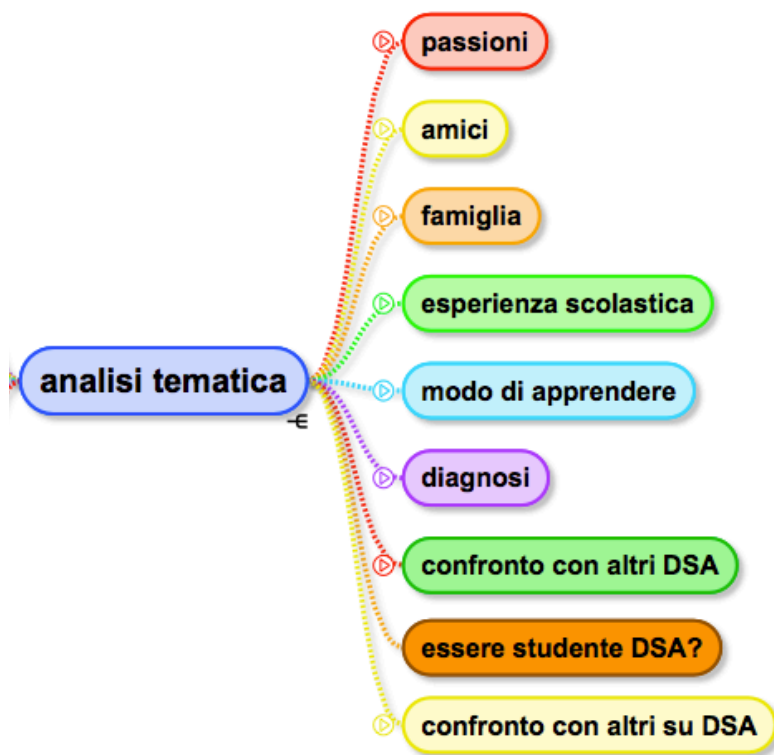 passioni
amici
famiglia
esperienza scolastica
analisi tematica
modo di apprendere
diagnosi
confronto con altri DSA
essere studente DSA?
confronto con altri su DSA